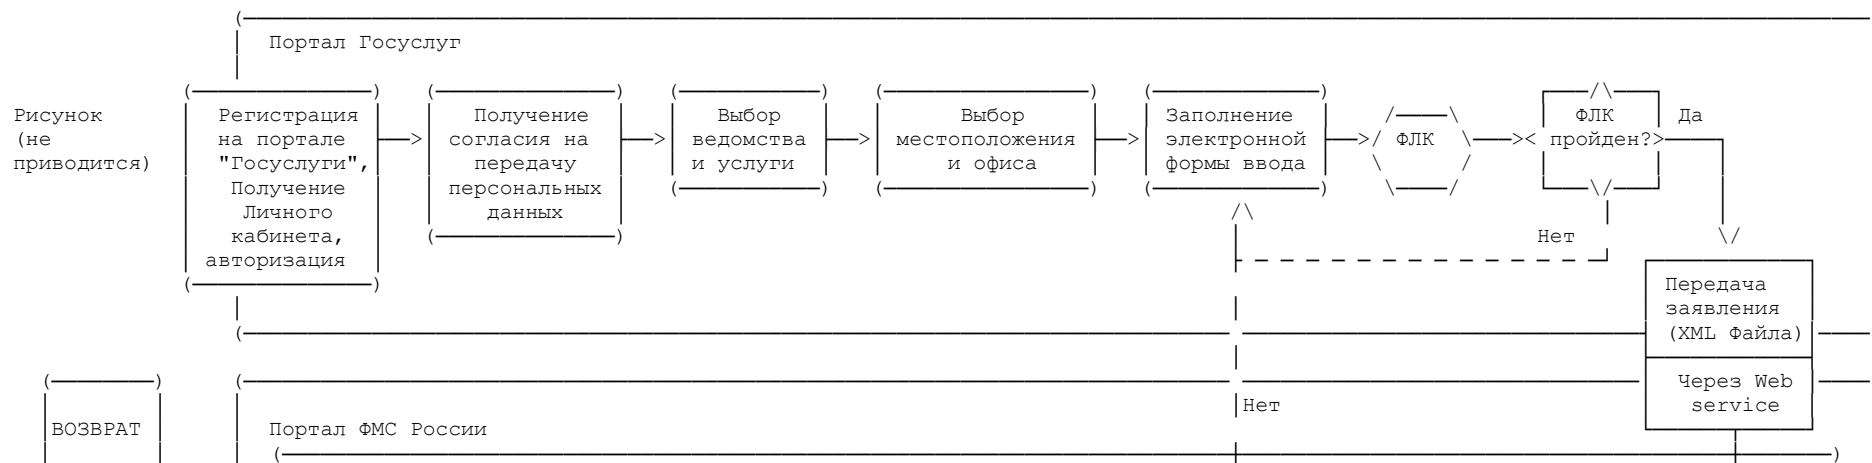 Портал Госуслуг
Рисунок
(не
приводится)
Регистрация
на портале
"Госуслуги",
Получение
Личного
кабинета,
авторизация
Получение
согласия на
передачу
персональных
данных
Выбор
ведомства
и услуги
Выбор
местоположения
и офиса
Заполнение
электронной
формы ввода
ФЛК
ФЛК
пройден?
Да
Нет
Передача
заявления
(XML Файла)
Через Web
service
Нет
ВОЗВРАТ
Портал ФМС России